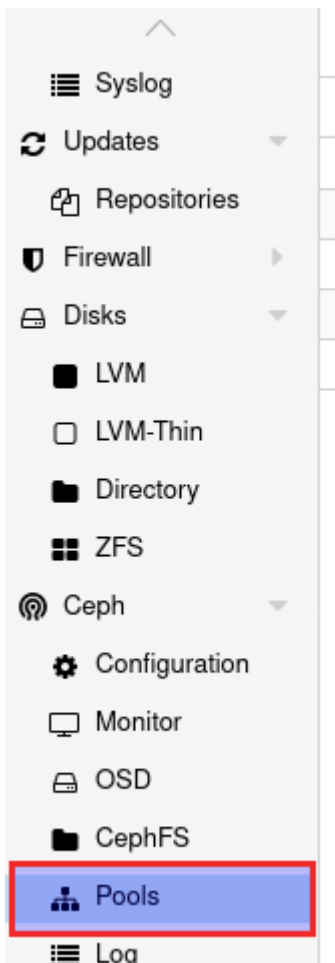 Syslog
Updates
Repositories
Firewall
Disks
LVM
LVM-Thin
Directory
ZFS
Ceph
Configuration
Monitor
OSD
CephFS
Pools
Log